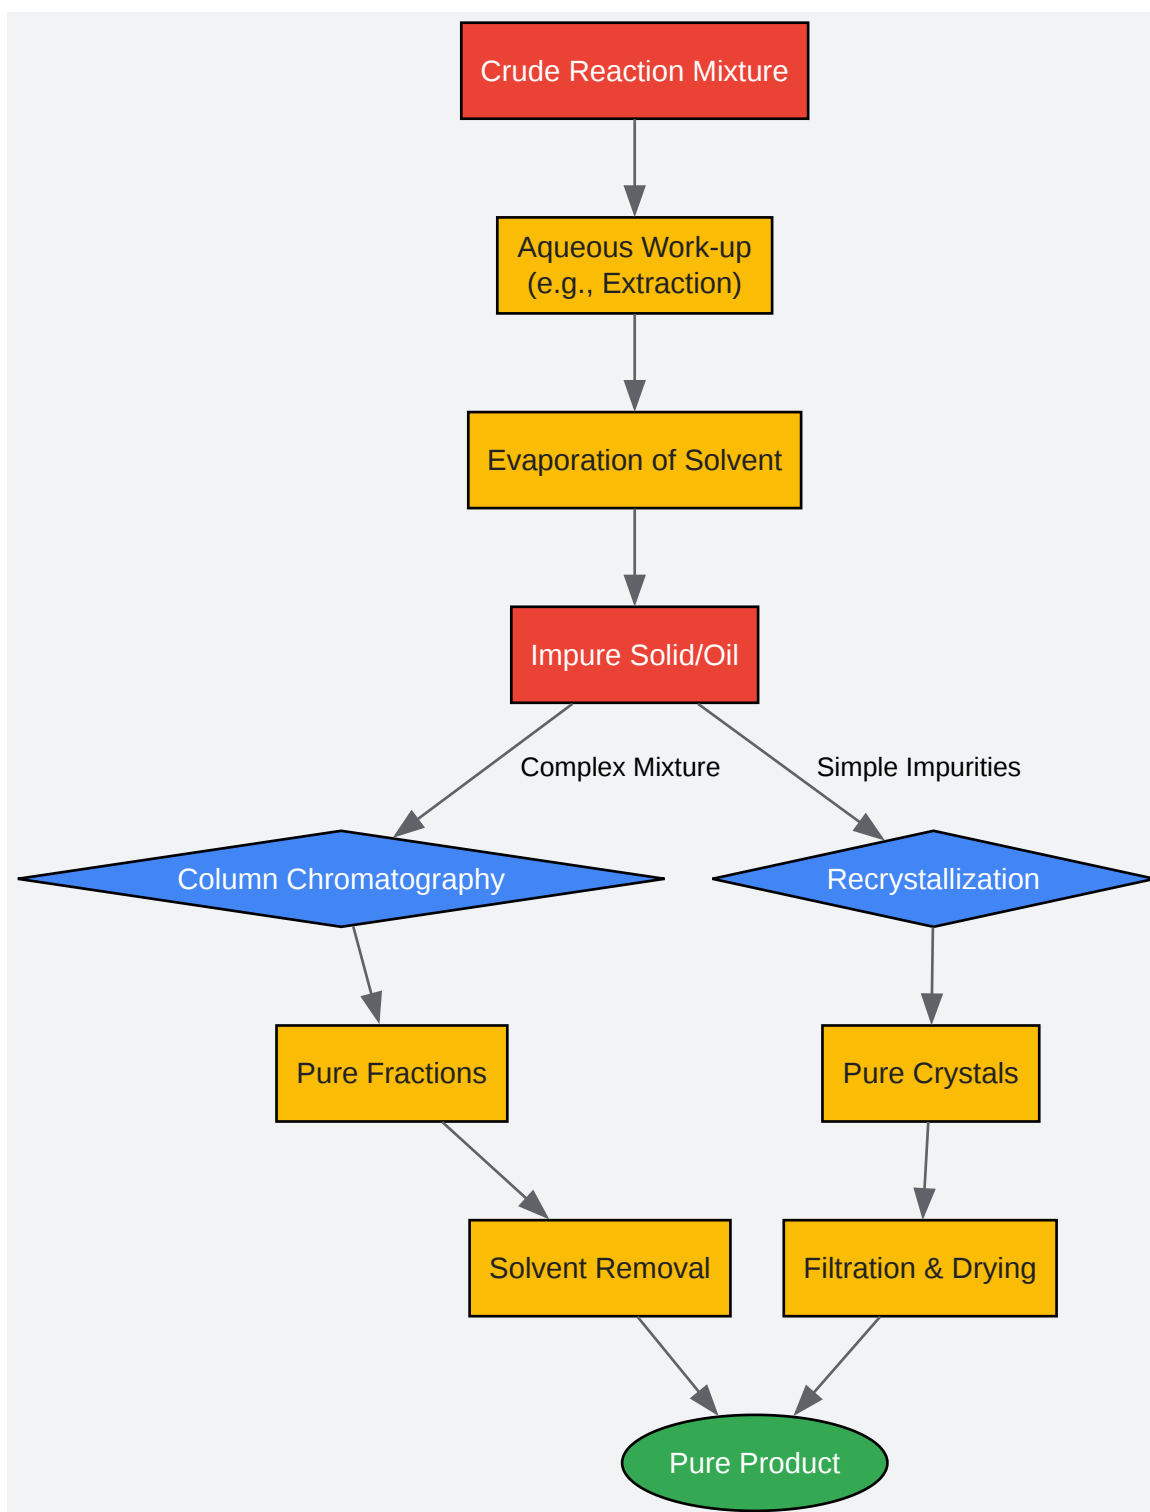 Crude Reaction Mixture
Aqueous Work-up
(e.g., Extraction)
Evaporation of Solvent
Impure Solid/Oil
Complex Mixture
Simple Impurities
Column Chromatography
Recrystallization
Pure Fractions
Pure Crystals
Solvent Removal
Filtration & Drying
Pure Product